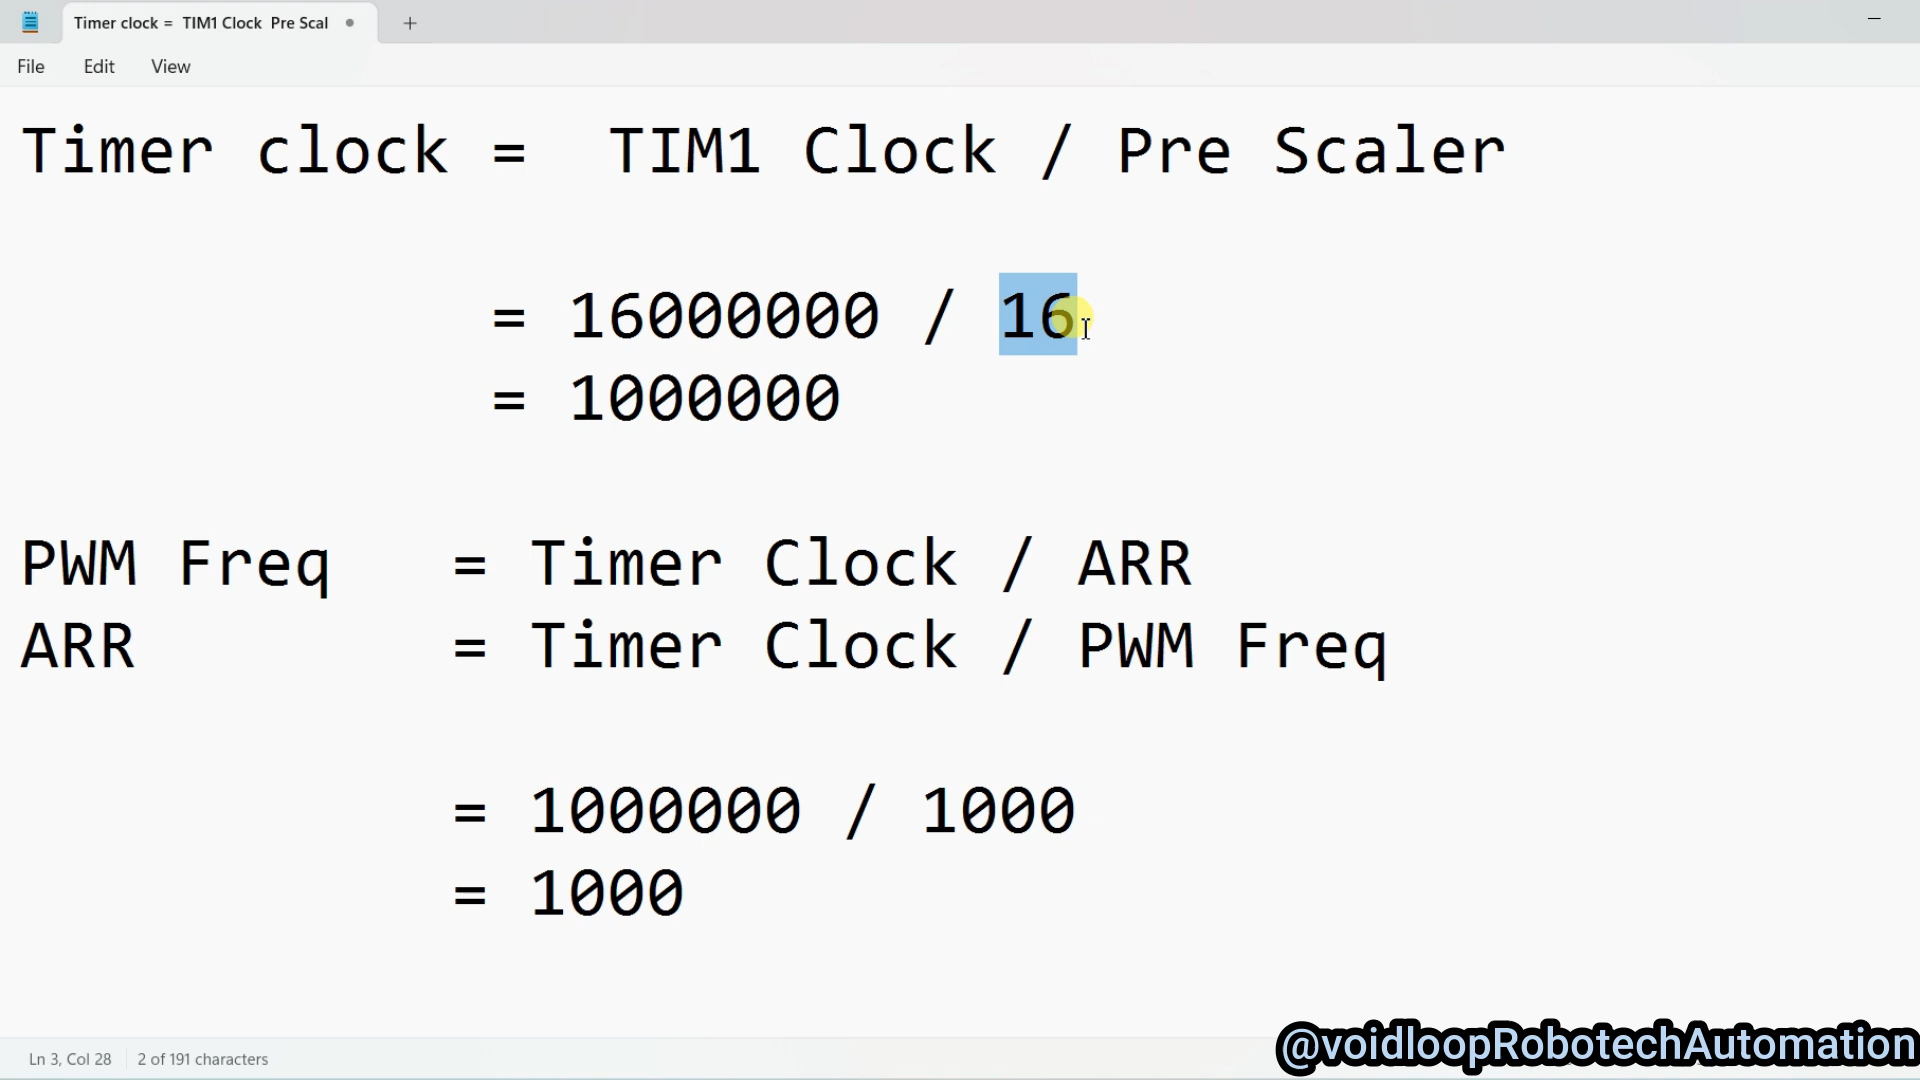 Timer clock =  TIM1 Clock  Pre Scal
File Edit View
Timer clock =  TIM1 Clock / Pre Scaler
= 16000000 / 16
= 1000000
PWM Freq = Timer Clock / ARR
ARR = Timer Clock / PWM Freq
= 1000000 / 1000
= 1000
Ln 3, Col 28 2 of 191 characters
@voidloopRobotechAutomation